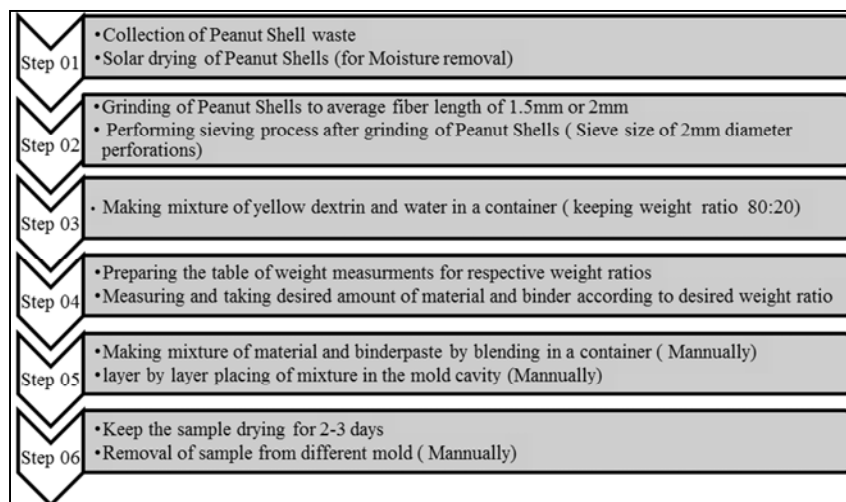 Step 01
•Collection of Peanut Shell waste
•Solar drying of Peanut Shells (for Moisture removal)
Step 02
•Grinding of Peanut Shells to average fiber length of 1.5mm or 2mm
• Performing sieving process after grinding of Peanut Shells ( Sieve size of 2mm diameter
perforations)
Step 03
• Making mixture of yellow dextrin and water in a container ( keeping weight ratio 80:20)
Step 04
•Preparing the table of weight measurments for respective weight ratios
•Measuring and taking desired amount of material and binder according to desired weight ratio
Step 05
•Making mixture of material and binderpaste by blending in a container ( Mannually)
•layer by layer placing of mixture in the mold cavity (Mannually)
Step 06
•Keep the sample drying for 2-3 days
•Removal of sample from different mold ( Mannually)